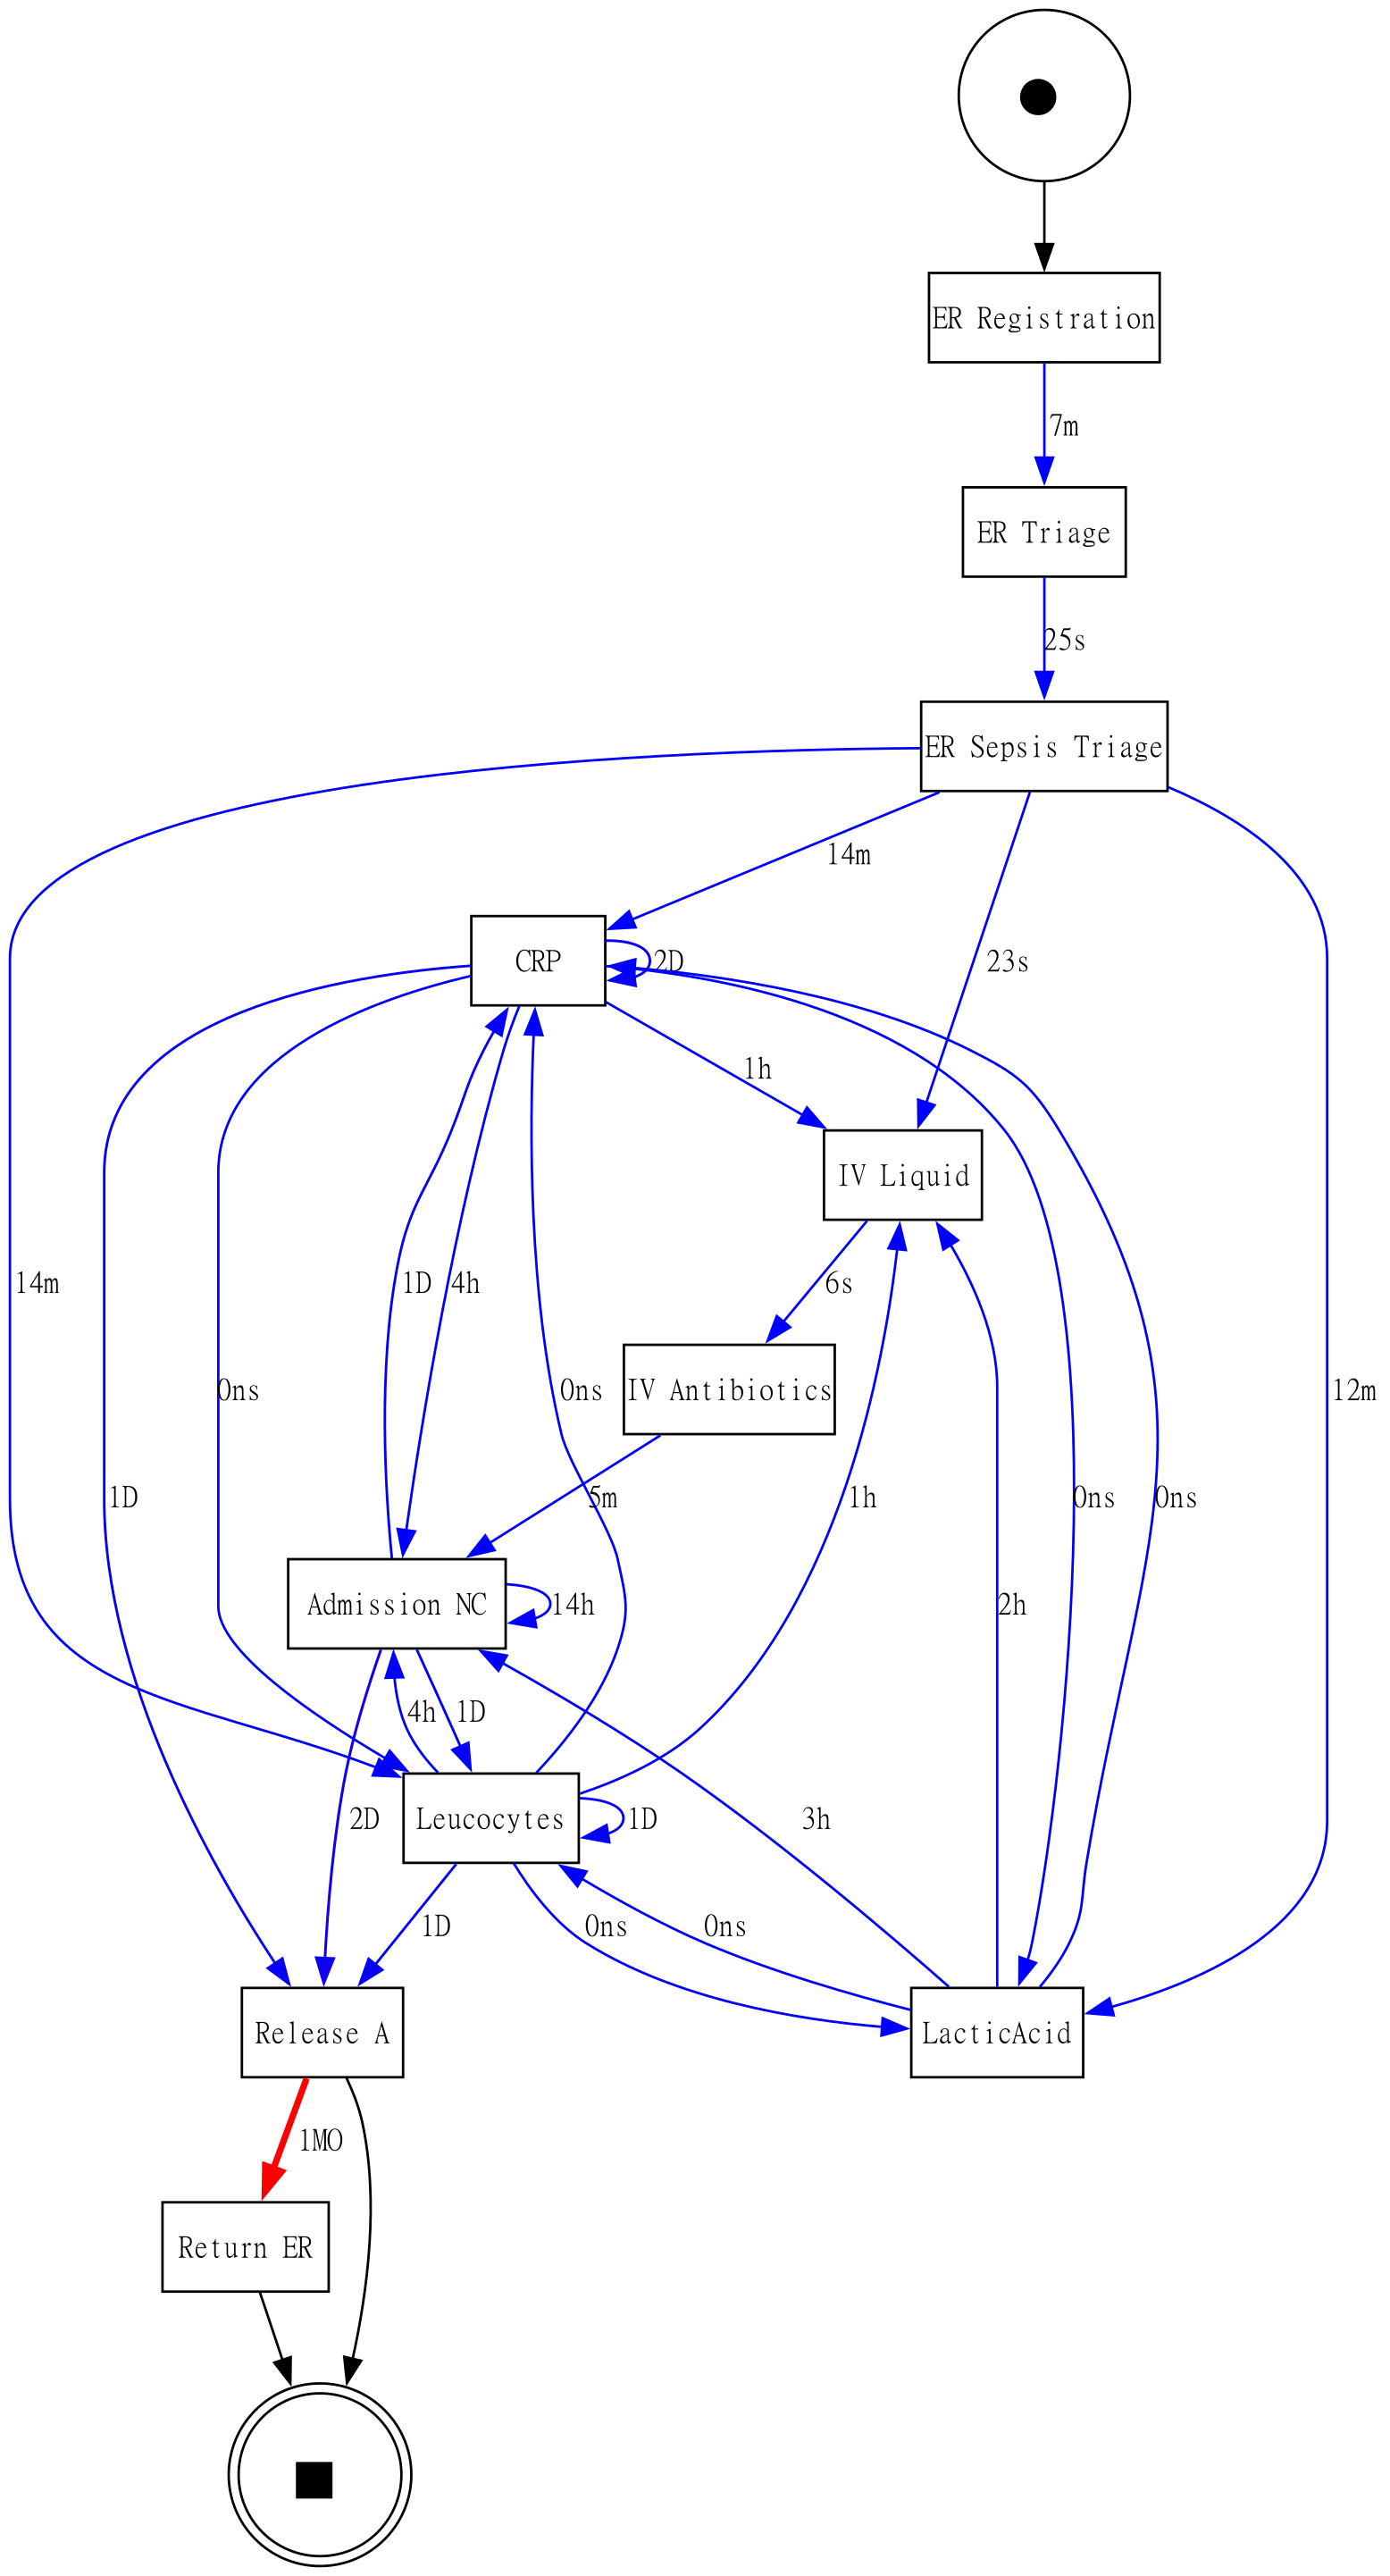 ER Registration
7m
ER Triage
25s
ER Sepsis Triage
14m
CRP
2D
23s
1h
IV Liquid
14m
1D
4h
6s
0ns
0ns
IV Antibiotics
12m
1D
5m
1h
0ns
0ns
Admission NC
14h
2h
4h
1D
2D
Leucocytes
1D
3h
1D
0ns
0ns
Release A
LacticAcid
1MO
Return ER